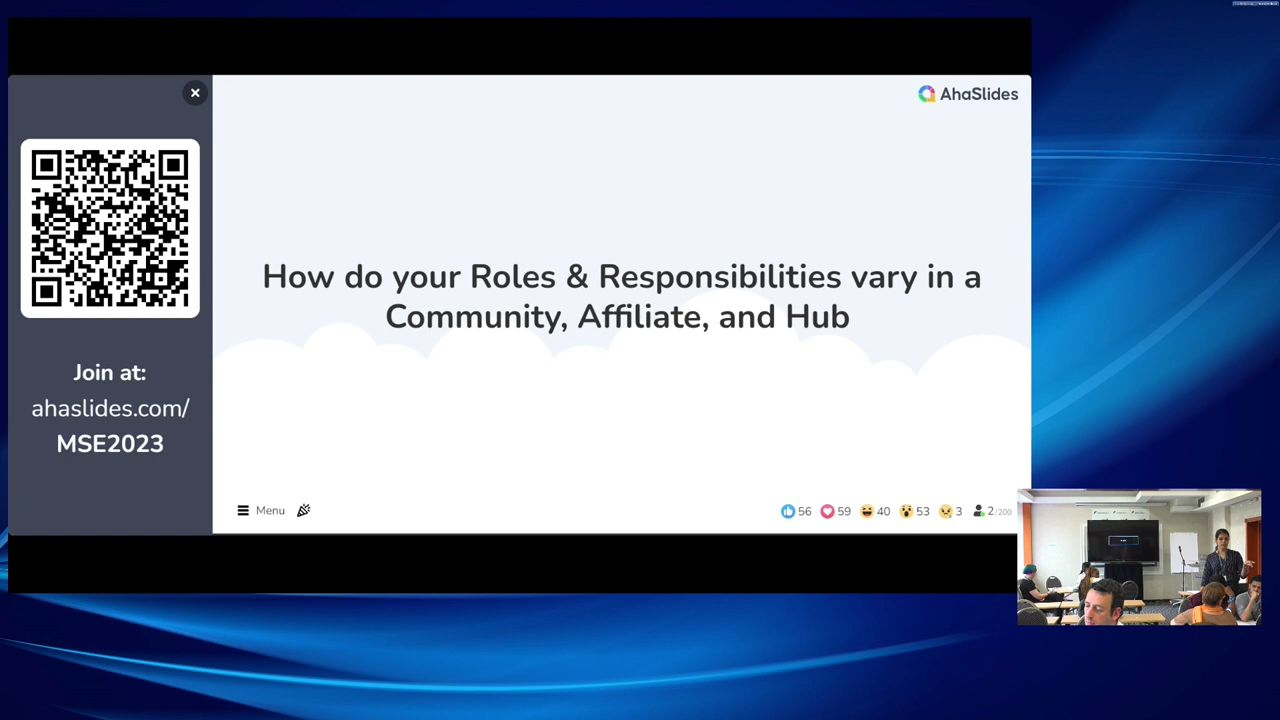 AhaSlides
How do your Roles & Responsibilities vary in a
Community, Affiliate, and Hub
Join at:
ahaslides.com/
MSE2023
Menu
56
59
40
53
3
2/200